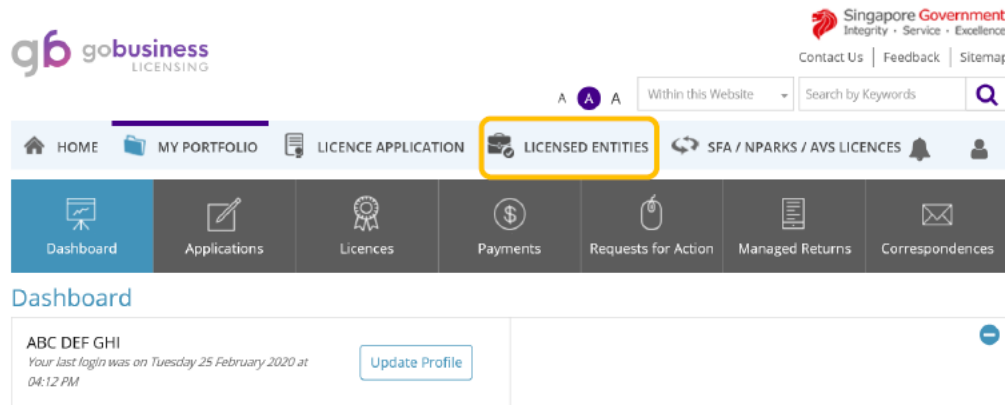 Singapore Government
Integrity · Service · Excellence
gb gobusiness
LICENSING
Contact Us | Feedback | Sitemap
A A A Within this Website Search by Keywords
HOME MY PORTFOLIO LICENCE APPLICATION LICENSED ENTITIES SFA / NPARKS / AVS LICENCES
Dashboard Applications Licences Payments Requests for Action Managed Returns Correspondences
Dashboard
ABC DEF GHI
Your last login was on Tuesday 25 February 2020 at
04:12 PM
Update Profile